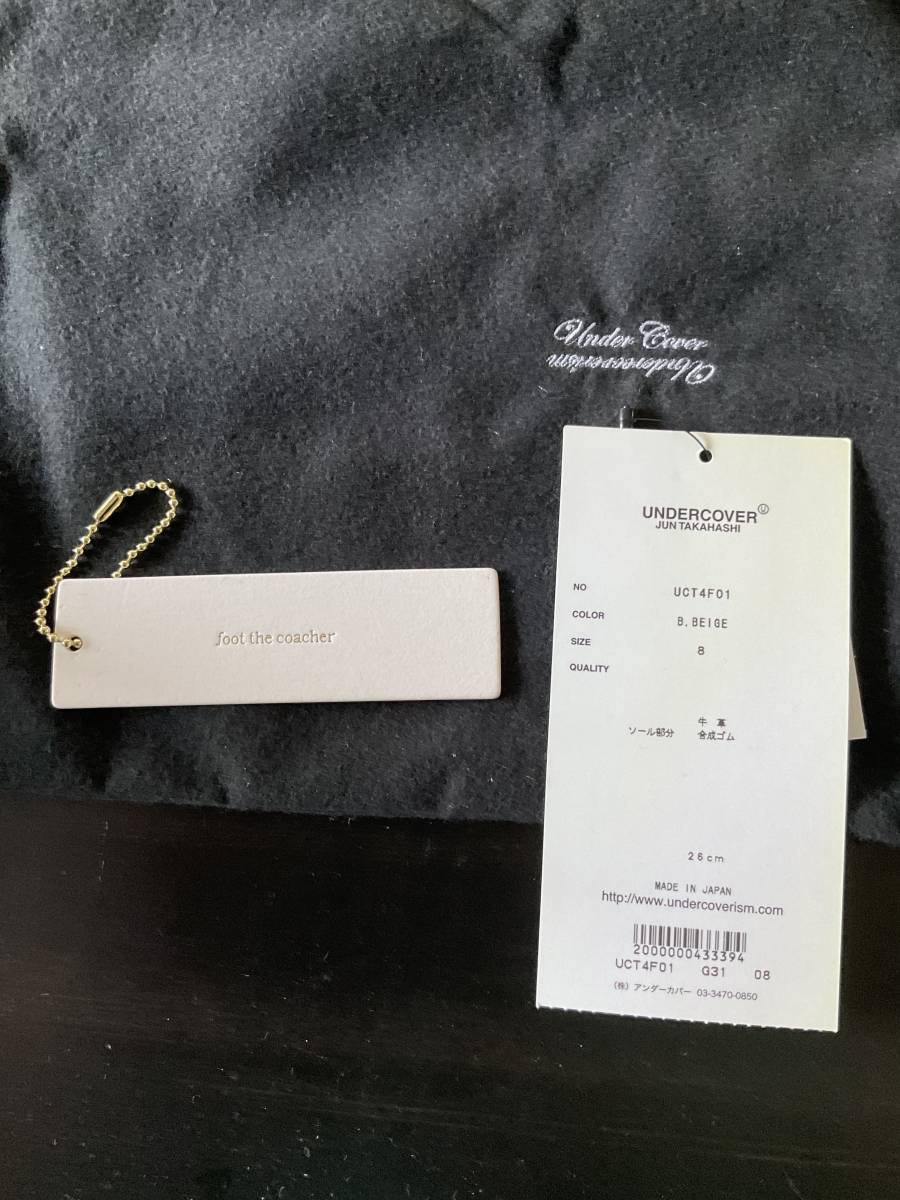 Under Cover
Undercoverism
foot the coacher
UNDERCOVER Ⓤ
JUN TAKAHASHI
NO UCT4F01
COLOR B.BEIGE
SIZE 8
QUALITY
牛 革
ソール部分 合成ゴム
26cm
MADE IN JAPAN
http://www.undercoverism.com
2000000433394
UCT4F01 G31 08
(株) アンダーカバー 03-3470-0850